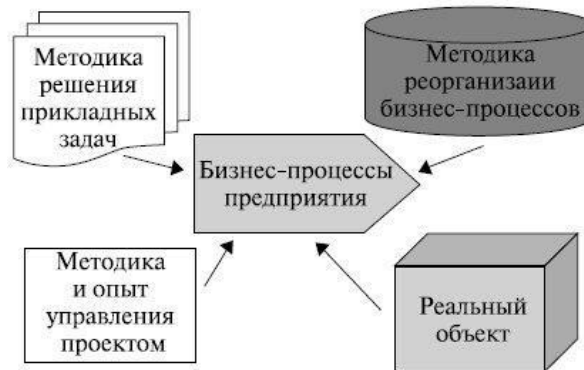 Методика
решения
прикладных
задач
Методика
реорганизаии
бизнес-процессов
Бизнес-процессы
предприятия
Методика
и опыт
управления
проектом
Реальный
объект